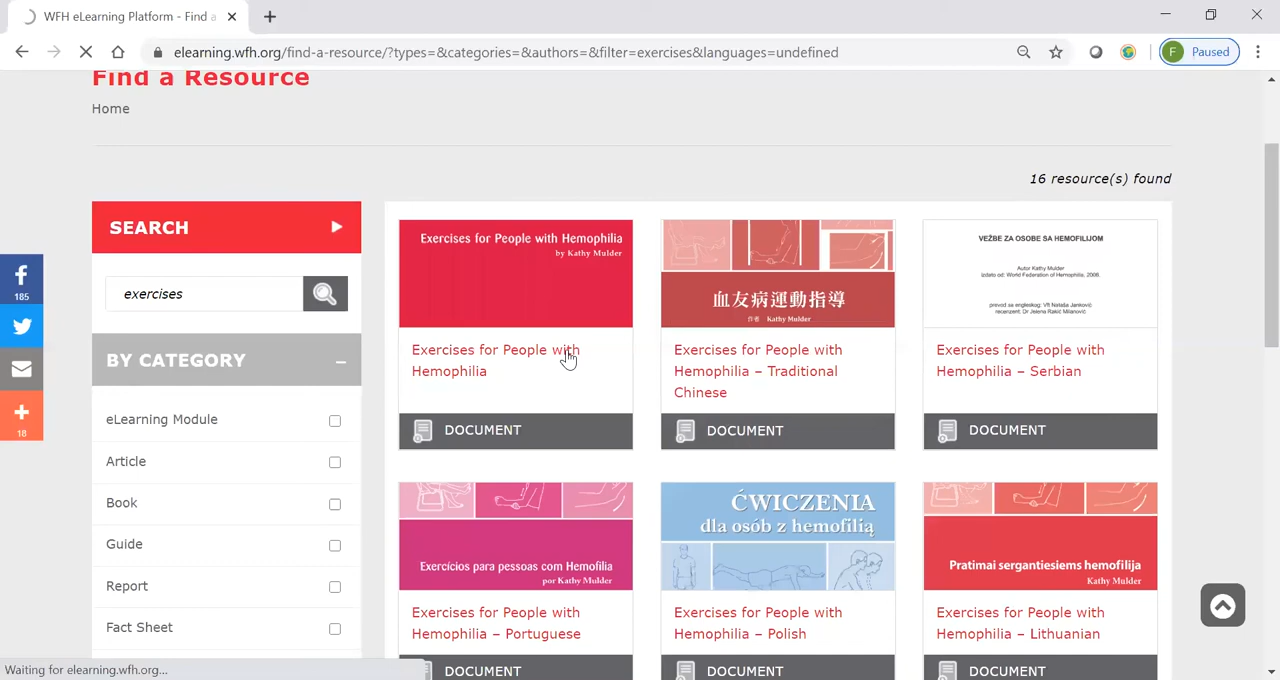 WFH eLearning Platform - Find a
elearning.wfh.org/find-a-resource/?types=&categories=&authors=&filter=exercises&languages=undefined
F Paused
Find a Resource
Home
16 resource(s) found
SEARCH
exercises
BY CATEGORY
eLearning Module
Article
Book
Guide
Report
Fact Sheet
185
18
Exercises for People with Hemophilia
by Kathy Mulder
Exercises for People with
Hemophilia
DOCUMENT
血友病運動指導
作者 Kathy Mulder
Exercises for People with
Hemophilia – Traditional
Chinese
DOCUMENT
VEŽBE ZA OSOBE SA HEMOFILIJOM
Autor Kathy Mulder
izdato od: World Federation of Hemophilia, 2006.
prevod sa engleskog: Vft Nataša Janković
recenzent: Dr Jelena Rakić Milanović
Exercises for People with
Hemophilia – Serbian
DOCUMENT
Exercícios para pessoas com Hemofilia
por Kathy Mulder
Exercises for People with
Hemophilia – Portuguese
DOCUMENT
ĆWICZENIA
dla osób z hemofilią
Exercises for People with
Hemophilia – Polish
DOCUMENT
Pratimai sergantiesiems hemofilija
Kathy Mulder
Exercises for People with
Hemophilia – Lithuanian
DOCUMENT
Waiting for elearning.wfh.org...